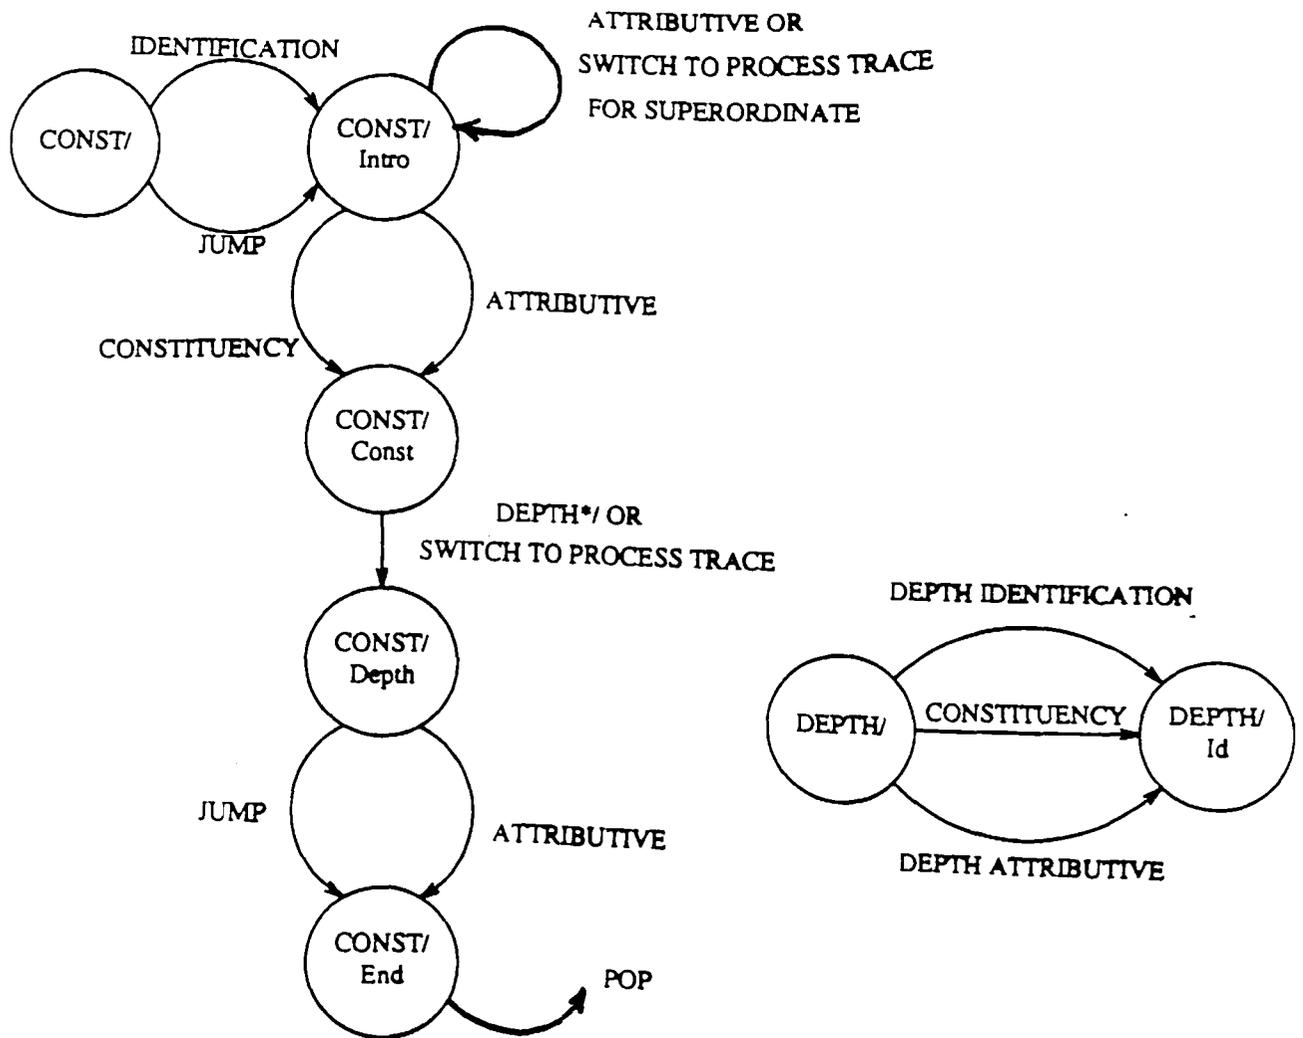 IDENTIFICATION
ATTRIBUTIVE OR
SWITCH TO PROCESS TRACE
FOR SUPERORDINATE
CONST/
CONST/
Intro
JUMP
ATTRIBUTIVE
CONSTITUENCY
CONST/
Const
DEPTH*/ OR
SWITCH TO PROCESS TRACE
CONST/
Depth
JUMP
ATTRIBUTIVE
CONST/
End
POP
DEPTH IDENTIFICATION
DEPTH/
CONSTITUENCY
DEPTH/
Id
DEPTH ATTRIBUTIVE